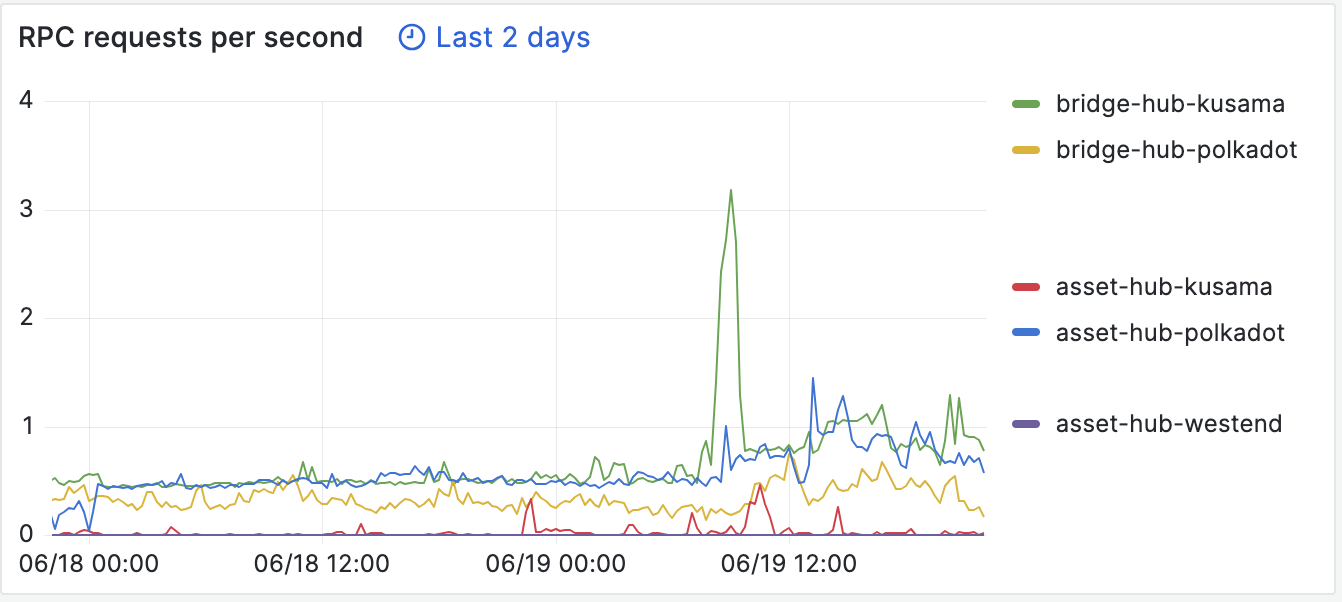 RPC requests per second Last 2 days
4
3
2
1
0
06/18 00:00 06/18 12:00 06/19 00:00 06/19 12:00
bridge-hub-kusama
bridge-hub-polkadot
asset-hub-kusama
asset-hub-polkadot
asset-hub-westend